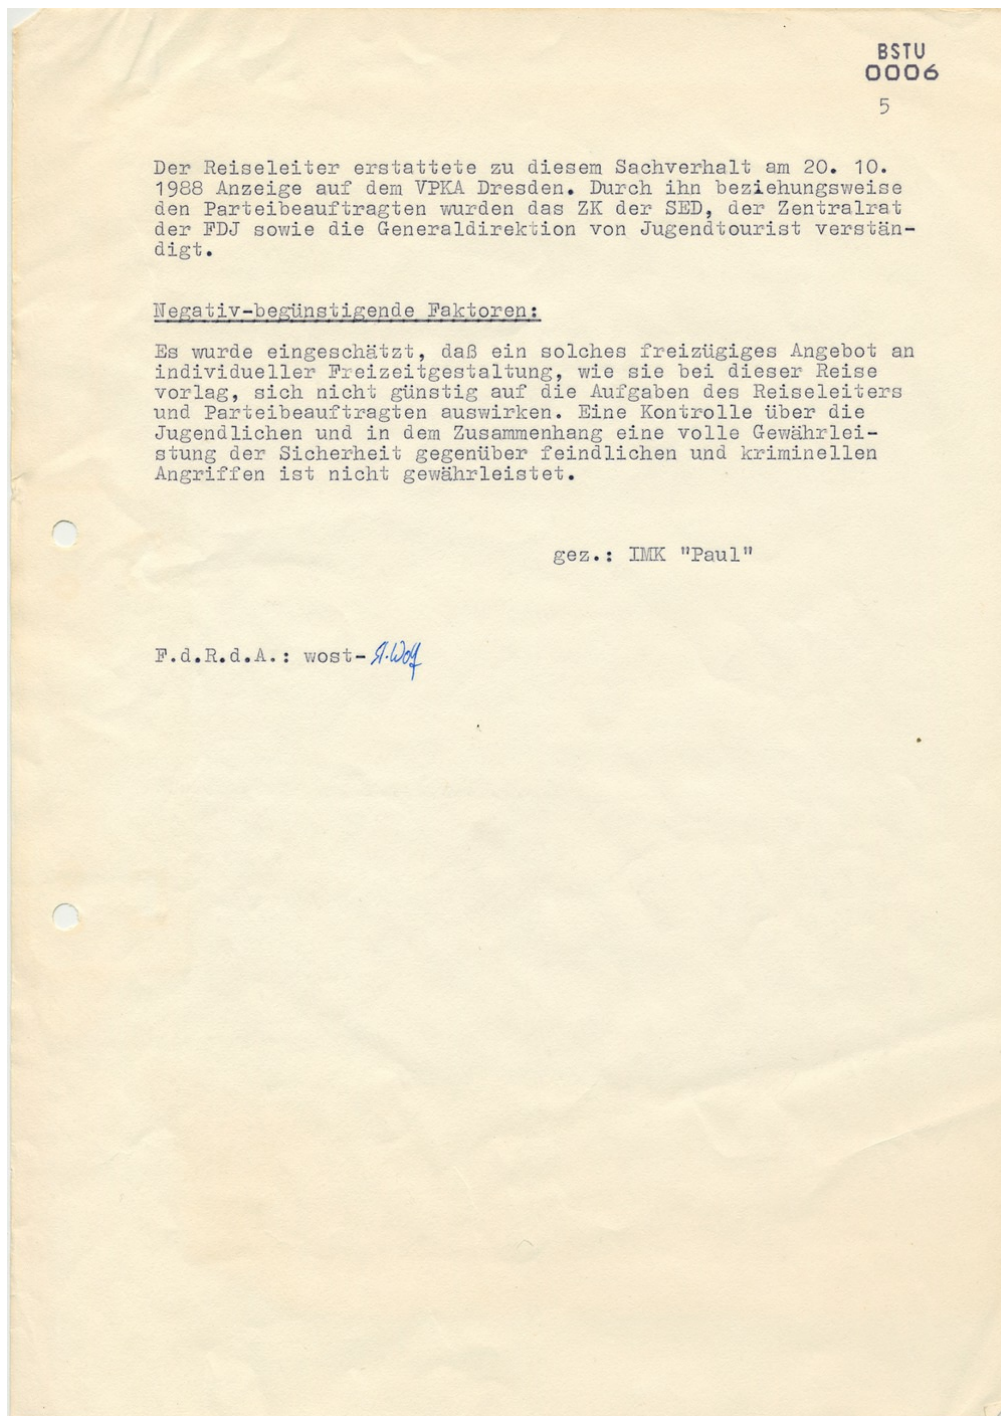 BSTU
0006
5
Der Reiseleiter erstattete zu diesem Sachverhalt am 20. 10.
1988 Anzeige auf dem VPKA Dresden. Durch ihn beziehungsweise
den Parteibeauftragten wurden das ZK der SED, der Zentralrat
der FDJ sowie die Generaldirektion von Jugendtourist verstän-
digt.
Negativ-begünstigende Faktoren:
Es wurde eingeschätzt, daß ein solches freizügiges Angebot an
individueller Freizeitgestaltung, wie sie bei dieser Reise
vorlag, sich nicht günstig auf die Aufgaben des Reiseleiters
und Parteibeauftragten auswirken. Eine Kontrolle über die
Jugendlichen und in dem Zusammenhang eine volle Gewährlei-
stung der Sicherheit gegenüber feindlichen und kriminellen
Angriffen ist nicht gewährleistet.
gez.: IMK "Paul"
F.d.R.d.A.: wost-